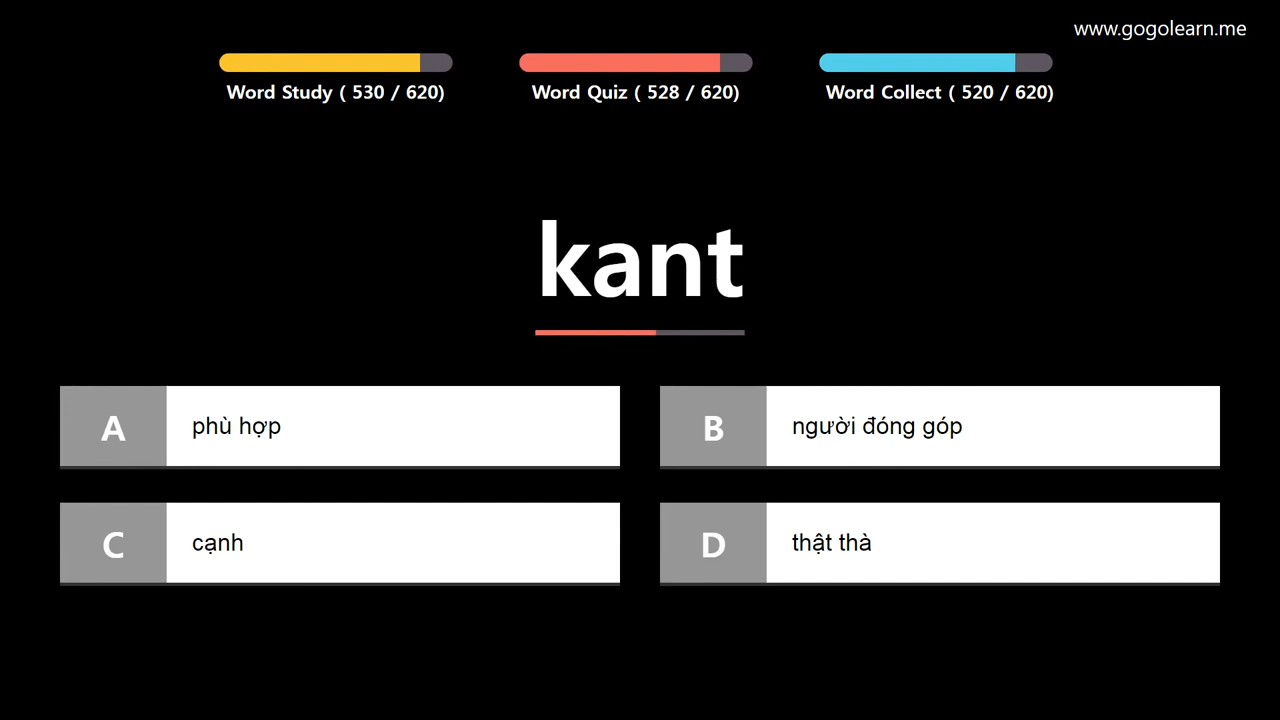 www.gogolearn.me
Word Study ( 530 / 620)
Word Quiz ( 528 / 620)
Word Collect ( 520 / 620)
kant
A phù hợp
B người đóng góp
C cạnh
D thật thà